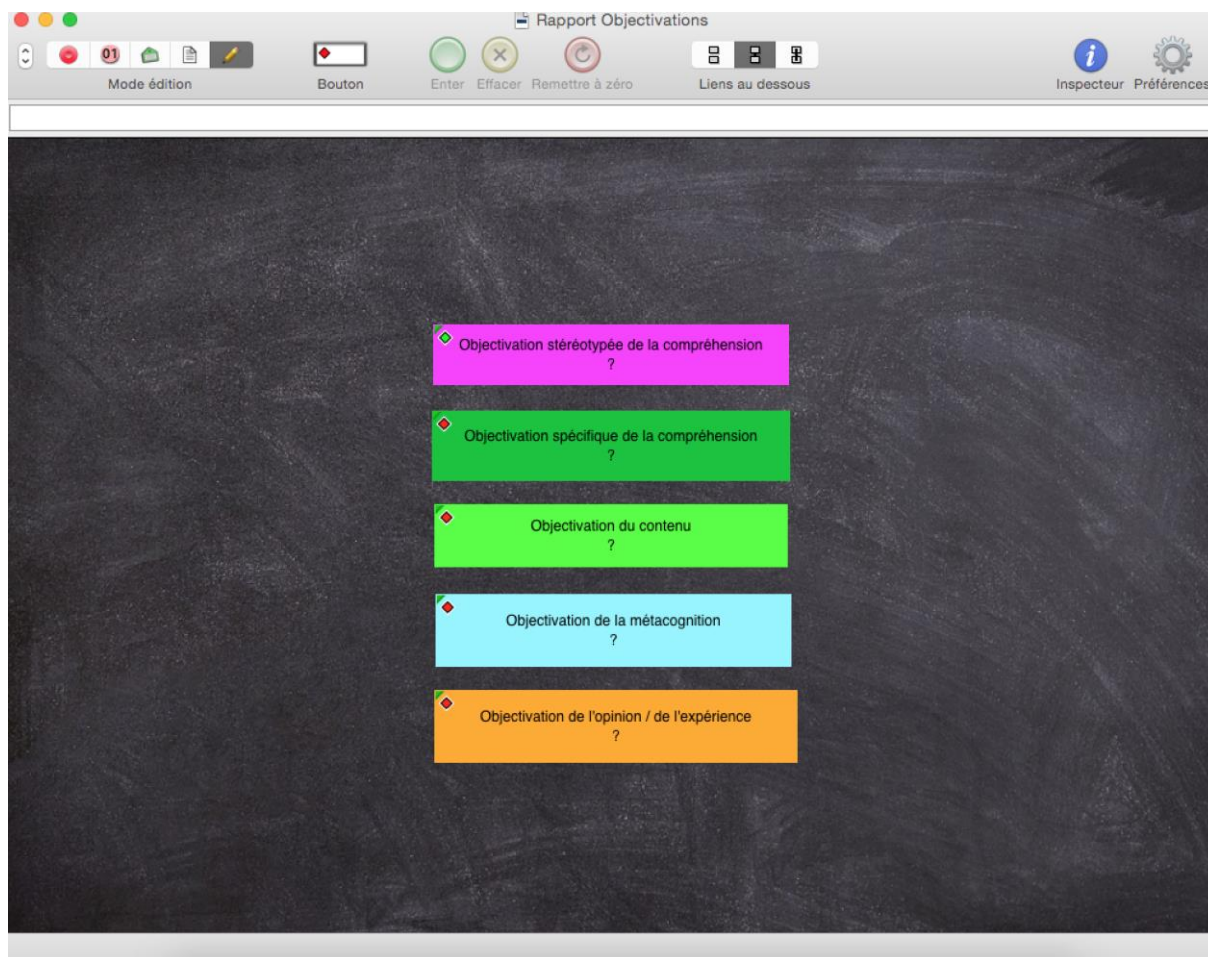 Rapport Objectivations
01
Mode édition
Bouton
Enter Effacer Remettre à zéro
Liens au dessous
Inspecteur Préférences
Objectivation stéréotypée de la compréhension
?
Objectivation spécifique de la compréhension
?
Objectivation du contenu
?
Objectivation de la métacognition
?
Objectivation de l'opinion / de l'expérience
?